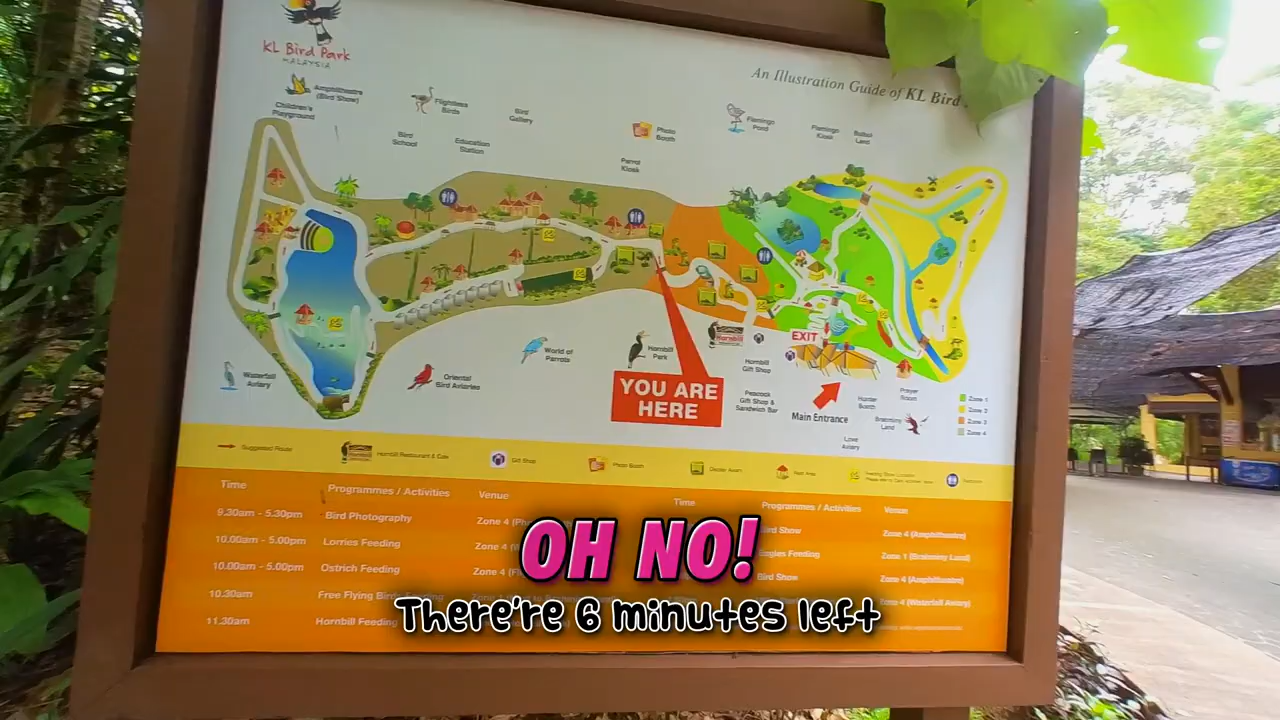 KL Bird Park
MALAYSIA
An Illustration Guide of KL Bird
Amphitheatre
(Bird Show)
Children's
Playground
Flightless
Birds
Bird
Gallery
Bird
School
Education
Station
Photo
Booth
Parrot
Kiosk
Flamingo
Pond
Flamingo
Kiosk
Bulbul
Land
EXIT
YOU ARE
HERE
Waterfall
Aviary
Oriental
Bird Aviaries
World of
Parrots
Hornbill
Park
Hornbill
Gift Shop
Peacock
Gift Shop &
Sandwich Bar
Main Entrance
Prayer
Room
Brahminy
Land
Love
Aviary
Zone 1
Zone 2
Zone 3
Zone 4
Suggested Route
Hornbill Restaurant & Cafe
Gift Shop
Photo Booth
Rest Area
Time Programmes / Activities Venue
9.30am - 5.30pm Bird Photography Zone 4
10.00am - 5.00pm Lorries Feeding Zone 4
10.00am - 5.00pm Ostrich Feeding Zone 4
10.30am Free Flying Birds Feeding
11.30am Hornbill Feeding
Time Programmes / Activities Venue
Bird Show Zone 4 (Amphitheatre)
Eagles Feeding Zone 1 (Brahminy Land)
Bird Show Zone 4 (Amphitheatre)
Zone 4 (Waterfall Aviary)
OH NO!
There're 6 minutes left